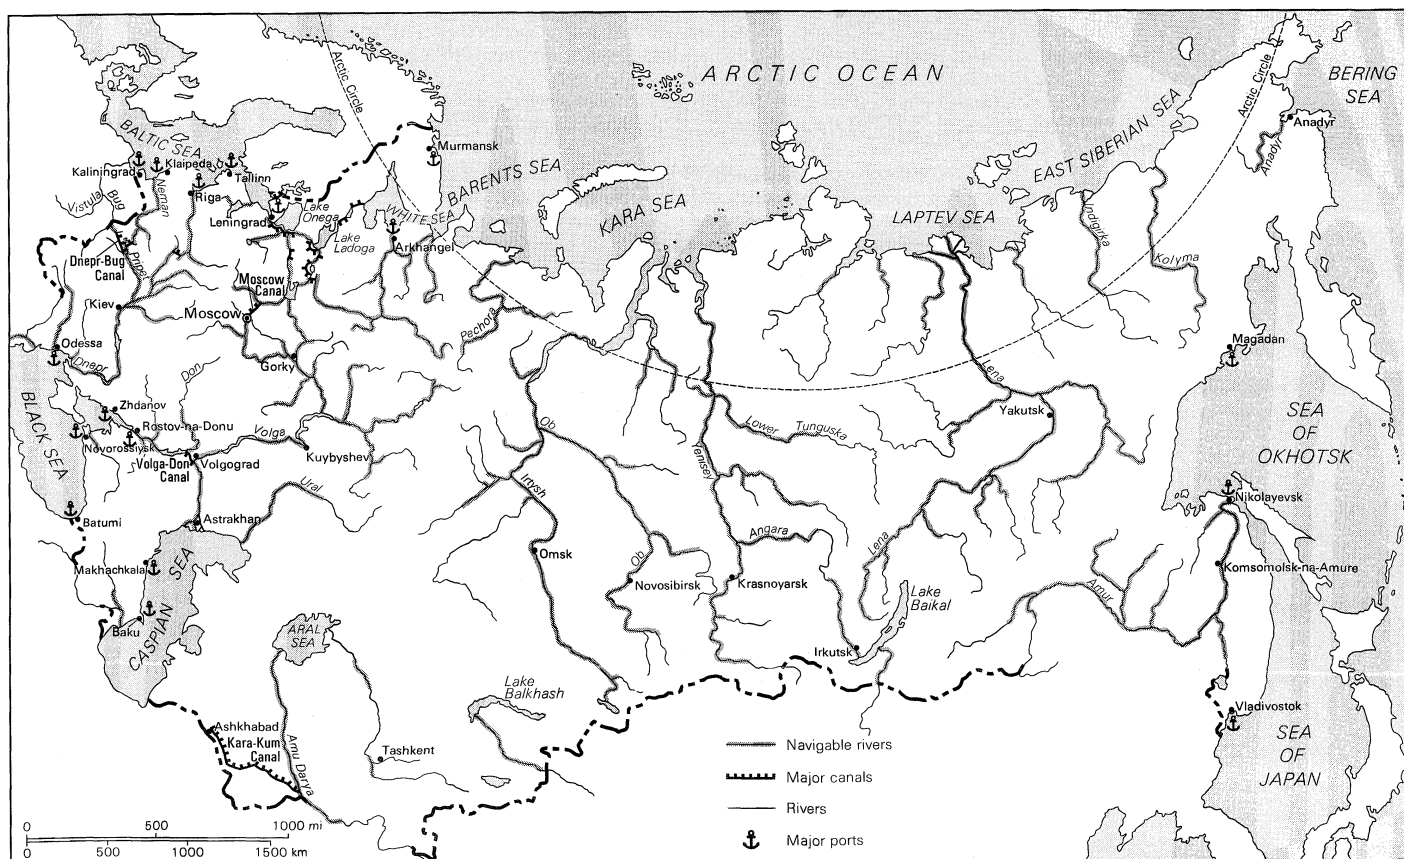 ARCTIC OCEAN
BERING
SEA
Arctic Circle
Arctic Circle
Anadyr
Anadyr
EAST SIBERIAN SEA
BALTIC SEA
Murmansk
Klaipeda
Kaliningrad
Tallinn
BARENTS SEA
Vistula
Bug
Neman
Riga
KARA SEA
LAPTEV SEA
Indigirka
Leningrad
Lake
Onega
WHITE SEA
Lake
Ladoga
Arkhangel
Dnepr-Bug
Canal
Pripet
Kolyma
Moscow
Canal
Kiev
Moscow
Pechora
Odessa
Magadan
Dnepr
Don
Gorky
Lena
Yakutsk
BLACK SEA
Zhdanov
Rostov-na-Donu
Novorossiysk
Volga
Ob
Lower Tunguska
SEA
OF
OKHOTSK
Volga-Don
Canal
Volgograd
Kuybyshev
Yenisey
Ural
Irtysh
Nikolayevsk
Batumi
Astrakhan
Angara
Lena
Omsk
Ob
Makhachkala
Novosibirsk
Krasnoyarsk
Lake
Baikal
Amur
Komsomolsk-na-Amure
CASPIAN SEA
Baku
ARAL
SEA
Irkutsk
Lake
Balkhash
Vladivostok
Ashkhabad
Kara-Kum
Canal
Amu Darya
Tashkent
SEA
OF
JAPAN
Navigable rivers
Major canals
Rivers
Major ports
0 500 1000 mi
0 500 1000 1500 km